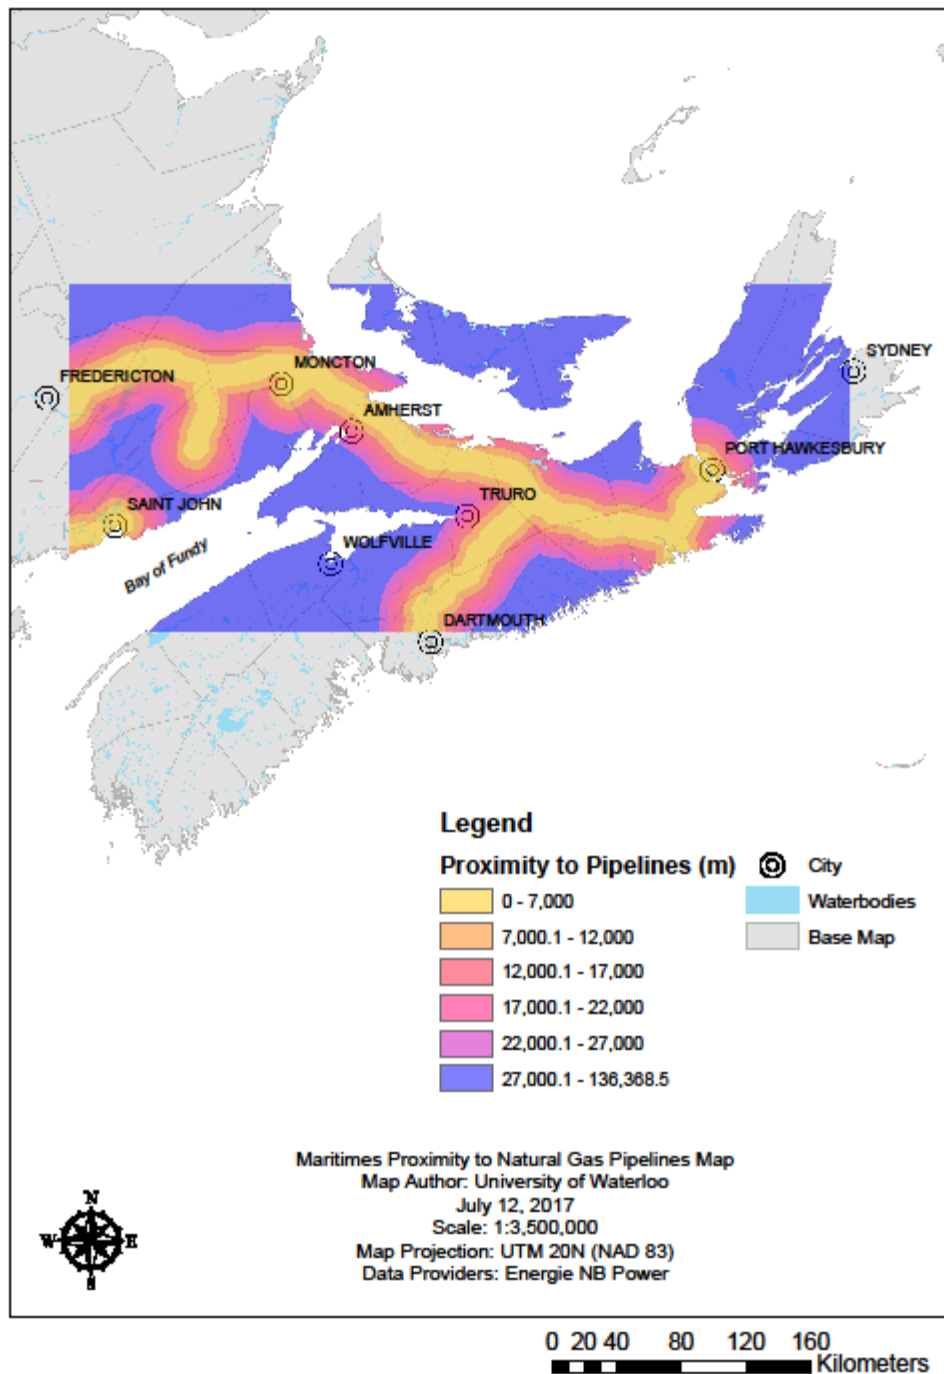 SYDNEY
MONCTON
FREDERICTON
AMHERST
PORT HAWKESBURY
TRURO
SAINT JOHN
WOLFVILLE
Bay of Fundy
DARTMOUTH
Legend
Proximity to Pipelines (m)
0 - 7,000
7,000.1 - 12,000
12,000.1 - 17,000
17,000.1 - 22,000
22,000.1 - 27,000
27,000.1 - 136,368.5
City
Waterbodies
Base Map
Maritimes Proximity to Natural Gas Pipelines Map
Map Author: University of Waterloo
July 12, 2017
Scale: 1:3,500,000
Map Projection: UTM 20N (NAD 83)
Data Providers: Energie NB Power
N
W E
S
0 20 40 80 120 160
Kilometers